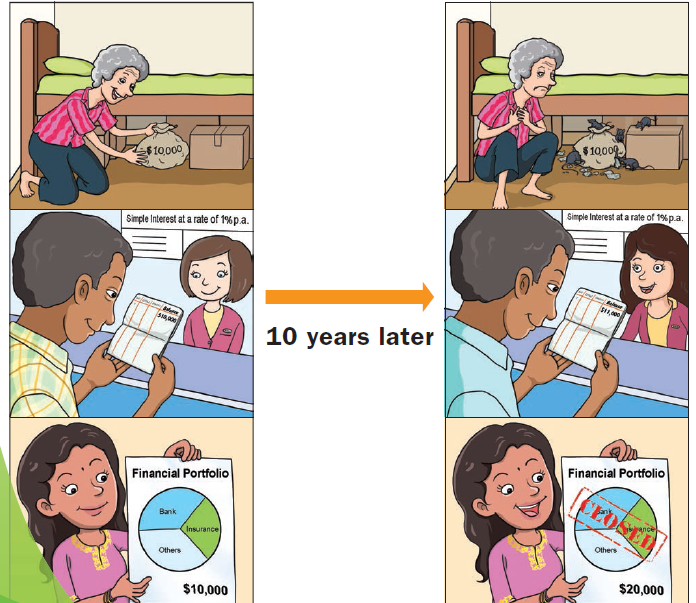 $10,000
$10,000
Simple Interest at a rate of 1% p.a.
Balance
$10,000
10 years later
Simple Interest at a rate of 1% p.a.
Balance
$11,000
Financial Portfolio
Bank
Insurance
Others
$10,000
Financial Portfolio
Bank
Insurance
CLOSED
Others
$20,000